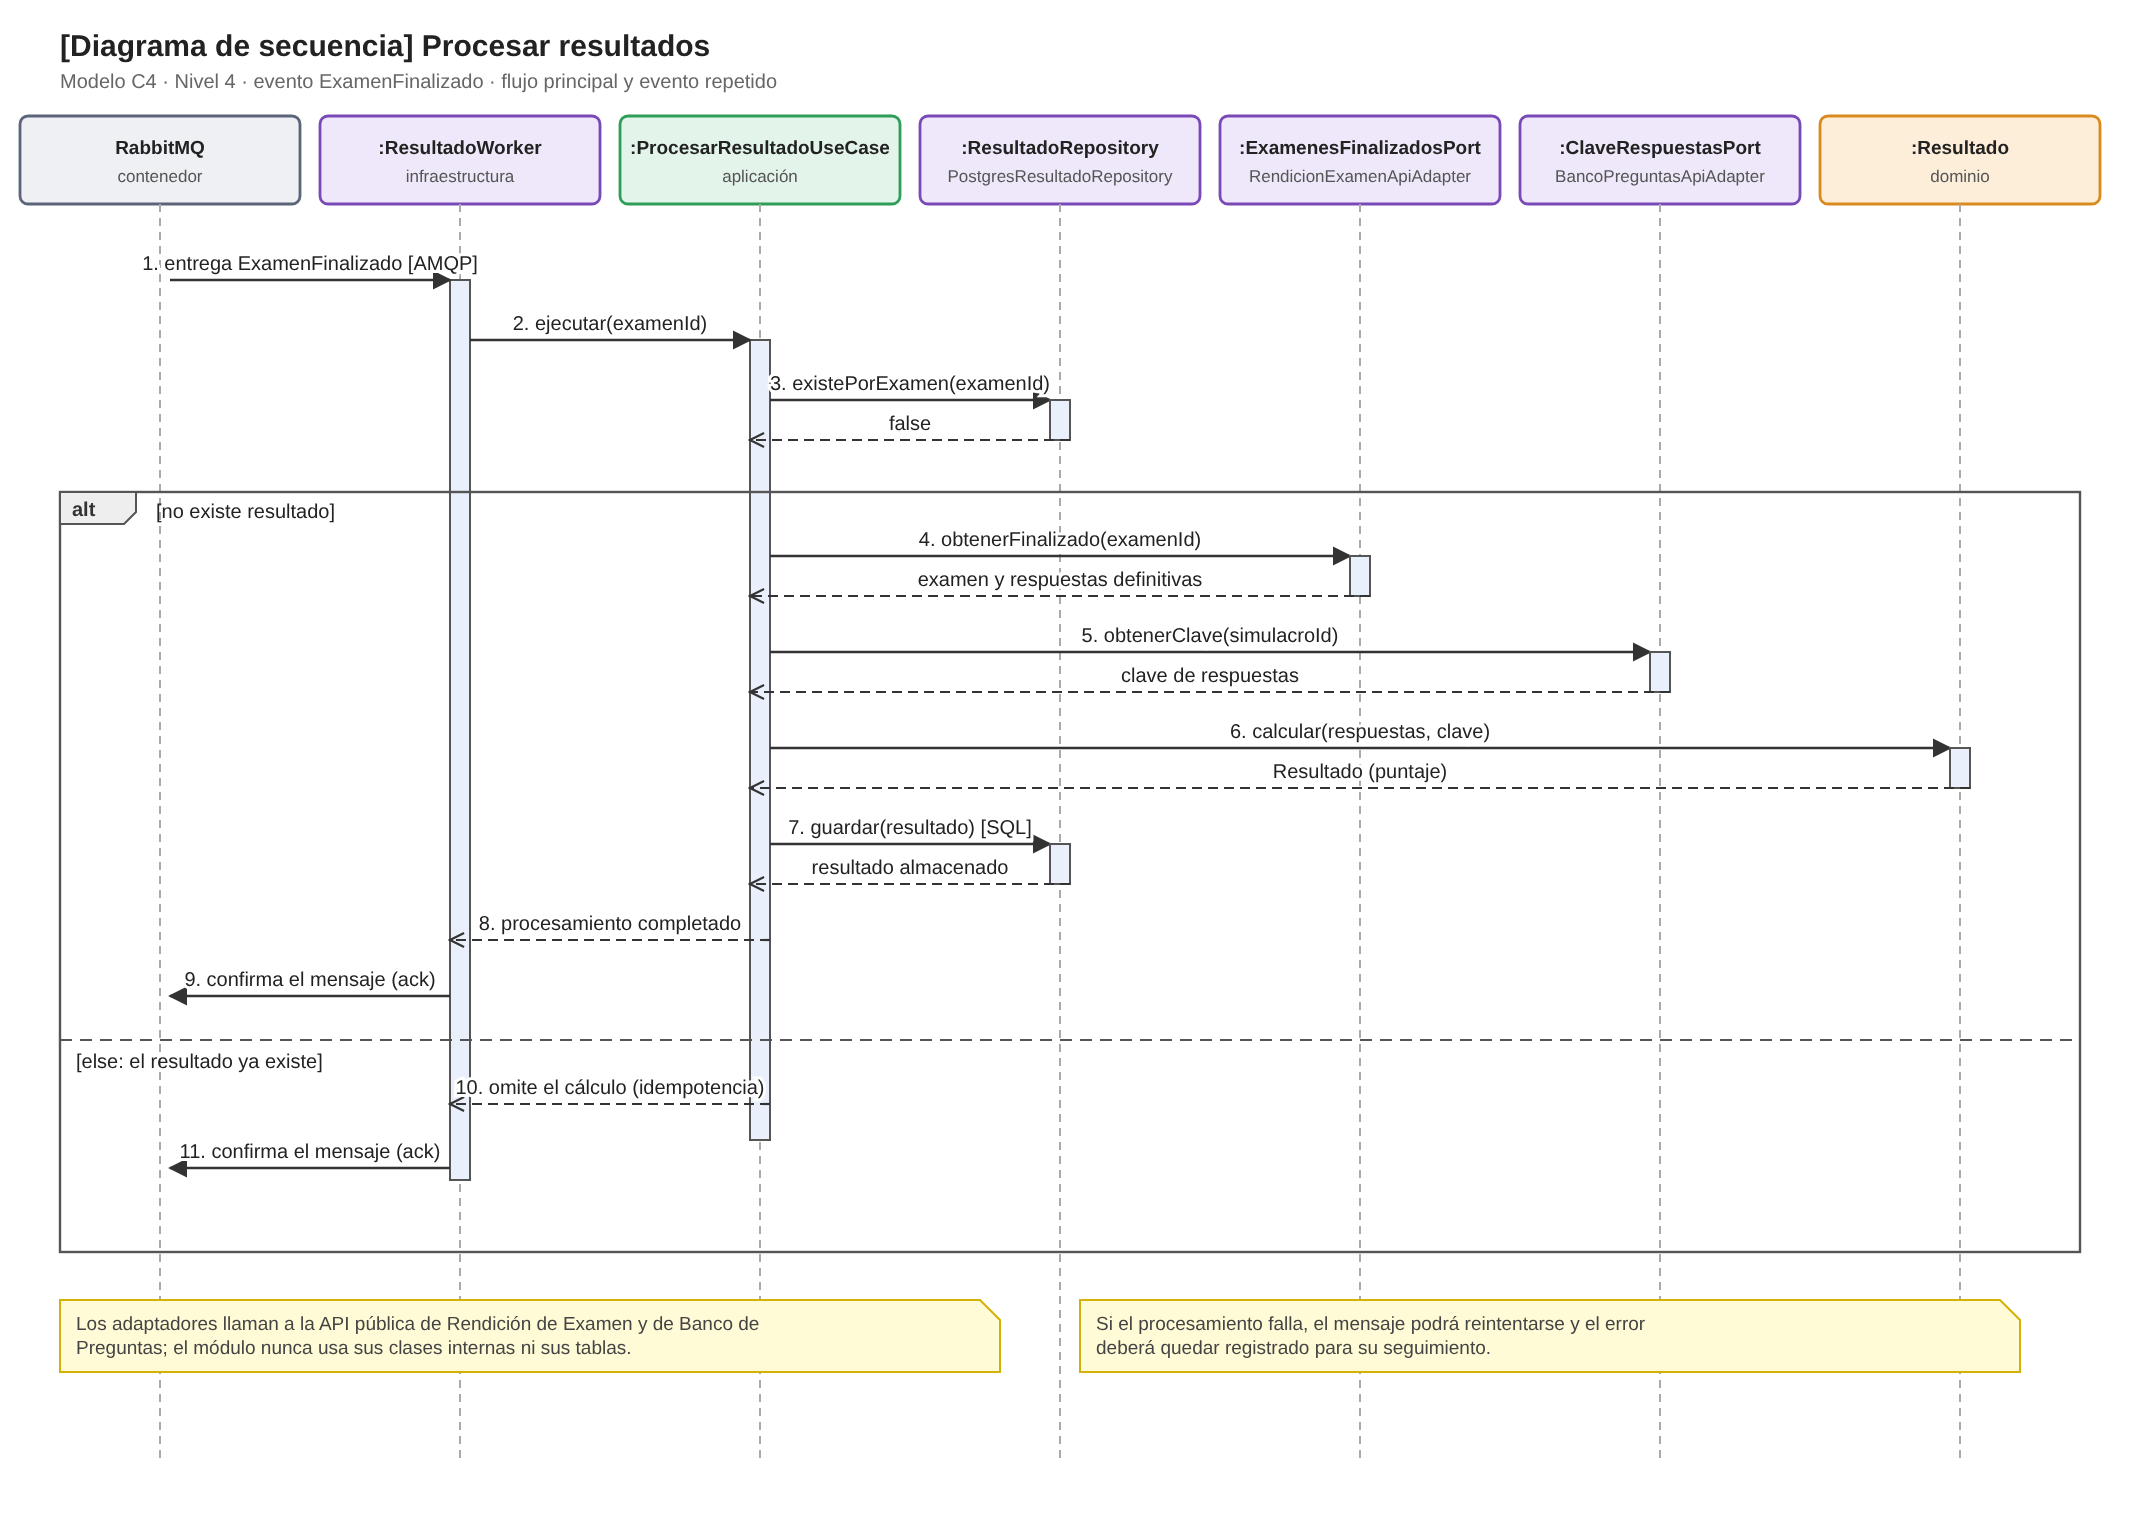 [Diagrama de secuencia] Procesar resultados
Modelo C4 · Nivel 4 · evento ExamenFinalizado · flujo principal y evento repetido
RabbitMQ
contenedor
:ResultadoWorker
infraestructura
:ProcesarResultadoUseCase
aplicación
:ResultadoRepository
PostgresResultadoRepository
:ExamenesFinalizadosPort
RendicionExamenApiAdapter
:ClaveRespuestasPort
BancoPreguntasApiAdapter
:Resultado
dominio
1. entrega ExamenFinalizado [AMQP]
2. ejecutar(examenId)
3. existePorExamen(examenId)
false
alt
[no existe resultado]
4. obtenerFinalizado(examenId)
examen y respuestas definitivas
5. obtenerClave(simulacroId)
clave de respuestas
6. calcular(respuestas, clave)
Resultado (puntaje)
7. guardar(resultado) [SQL]
resultado almacenado
8. procesamiento completado
9. confirma el mensaje (ack)
[else: el resultado ya existe]
10. omite el cálculo (idempotencia)
11. confirma el mensaje (ack)
Los adaptadores llaman a la API pública de Rendición de Examen y de Banco de
Preguntas; el módulo nunca usa sus clases internas ni sus tablas.
Si el procesamiento falla, el mensaje podrá reintentarse y el error
deberá quedar registrado para su seguimiento.